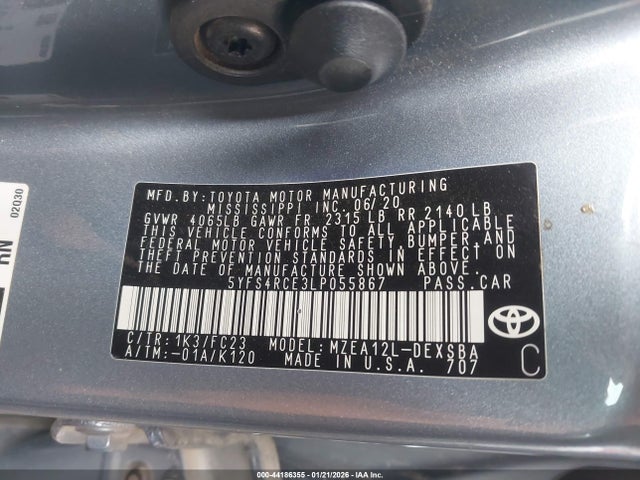 MFD.BY:TOYOTA MOTOR MANUFACTURING
MISSISSIPPI INC.06/20
GVWR 4065LB GAWR FR 2315 LB RR 2140 LB
THIS VEHICLE CONFORMS TO ALL APPLICABLE
FEDERAL MOTOR VEHICLE SAFETY,BUMPER,AND
THEFT PREVENTION STANDARDS IN EFFECT ON
THE DATE OF MANUFACTURE SHOWN ABOVE.
5YFS4RCE3LP055867 PASS.CAR
C/TR:1K3/FC23 MODEL:MZEA12L-DEXSBA
A/TM:-01A/K120 MADE IN U.S.A. 707
C
02030
RN
000-44186355 - 01/21/2026 - IAA Inc.